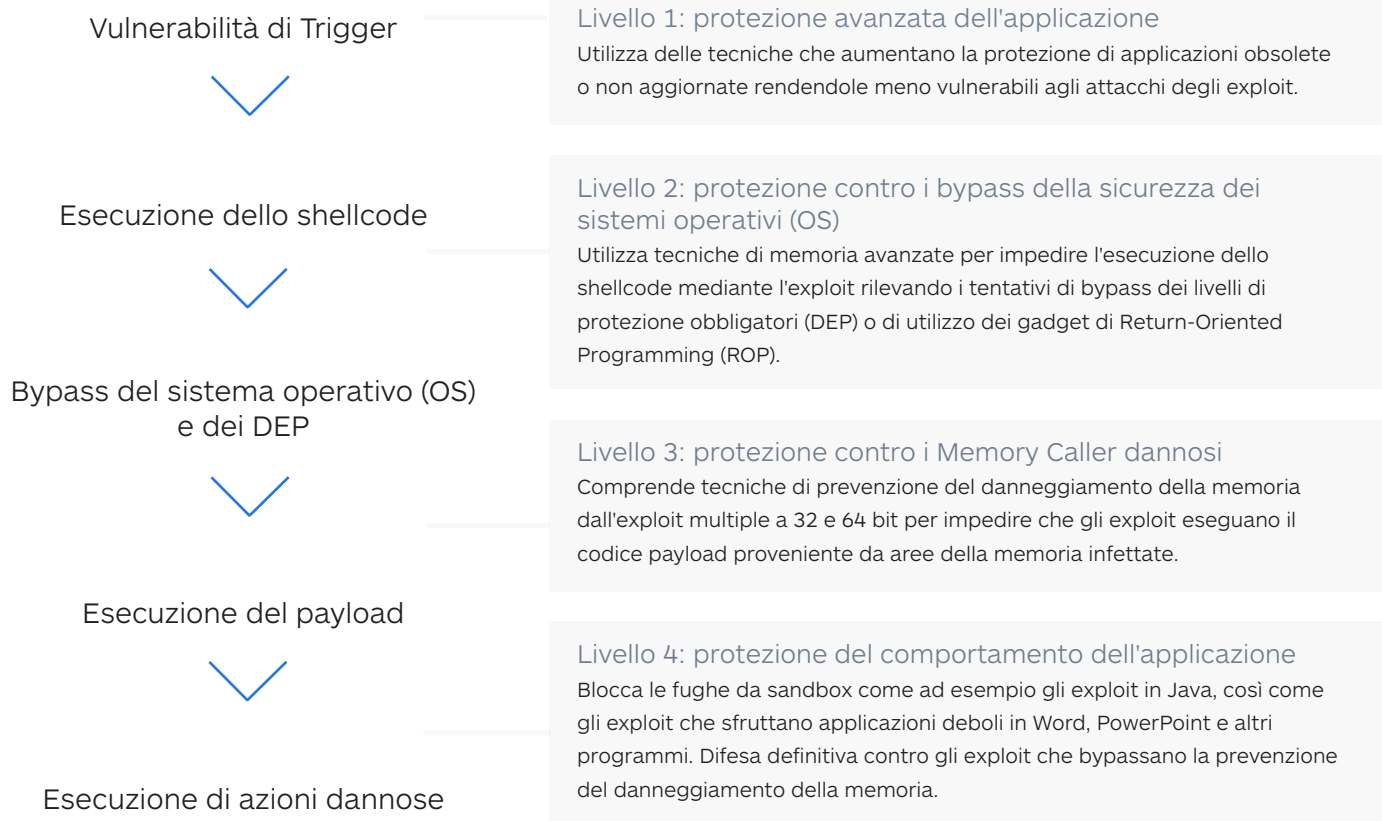 Vulnerabilità di Trigger
Livello 1: protezione avanzata dell'applicazione
Utilizza delle tecniche che aumentano la protezione di applicazioni obsolete
o non aggiornate rendendole meno vulnerabili agli attacchi degli exploit.
Esecuzione dello shellcode
Livello 2: protezione contro i bypass della sicurezza dei
sistemi operativi (OS)
Utilizza tecniche di memoria avanzate per impedire l'esecuzione dello
shellcode mediante l'exploit rilevando i tentativi di bypass dei livelli di
protezione obbligatori (DEP) o di utilizzo dei gadget di Return-Oriented
Programming (ROP).
Bypass del sistema operativo (OS)
e dei DEP
Livello 3: protezione contro i Memory Caller dannosi
Comprende tecniche di prevenzione del danneggiamento della memoria
dall'exploit multiple a 32 e 64 bit per impedire che gli exploit eseguano il
codice payload proveniente da aree della memoria infettate.
Esecuzione del payload
Livello 4: protezione del comportamento dell'applicazione
Blocca le fughe da sandbox come ad esempio gli exploit in Java, così come
gli exploit che sfruttano applicazioni deboli in Word, PowerPoint e altri
programmi. Difesa definitiva contro gli exploit che bypassano la prevenzione
del danneggiamento della memoria.
Esecuzione di azioni dannose